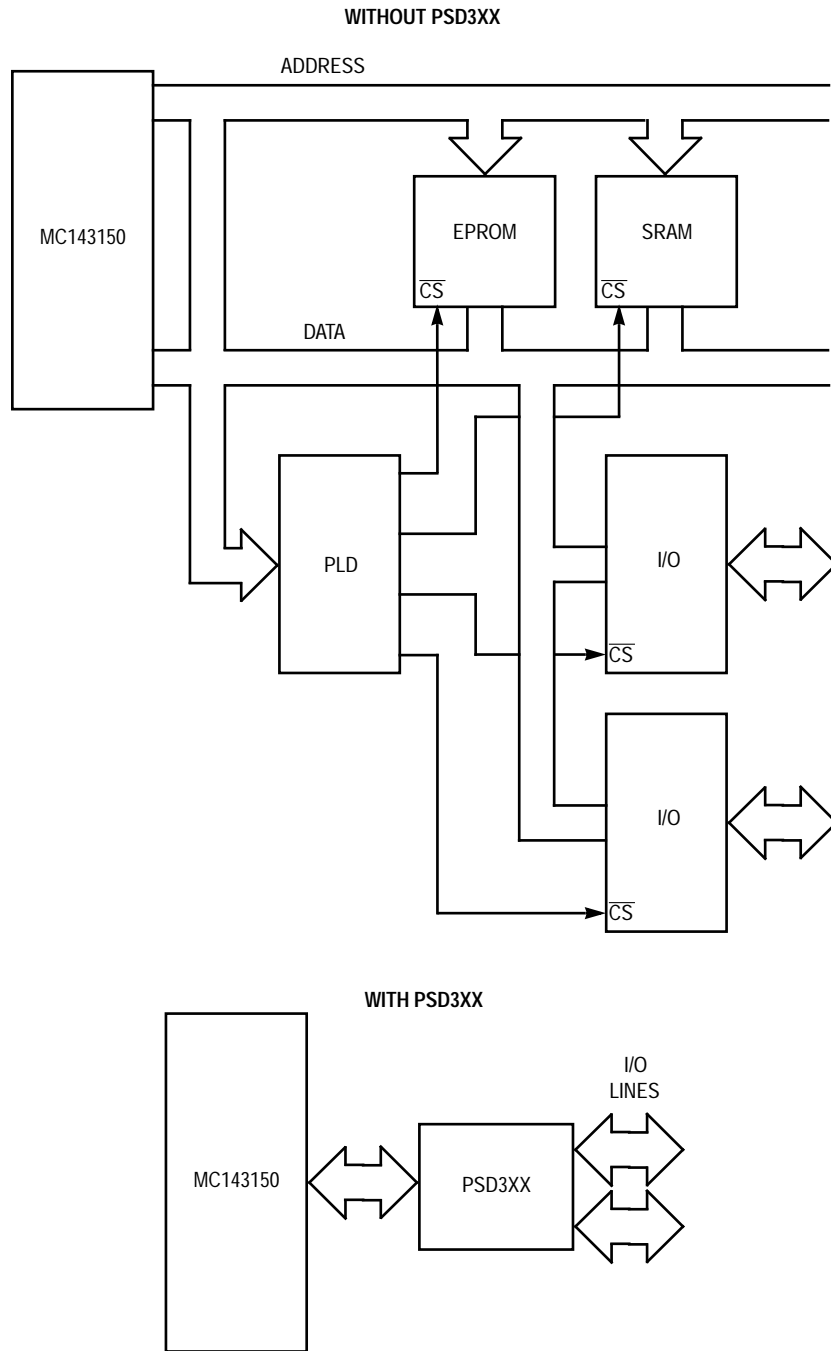 WITHOUT PSD3XX
ADDRESS
MC143150
EPROM
SRAM
CS
CS
DATA
PLD
I/O
CS
I/O
CS
WITH PSD3XX
I/O
LINES
MC143150
PSD3XX